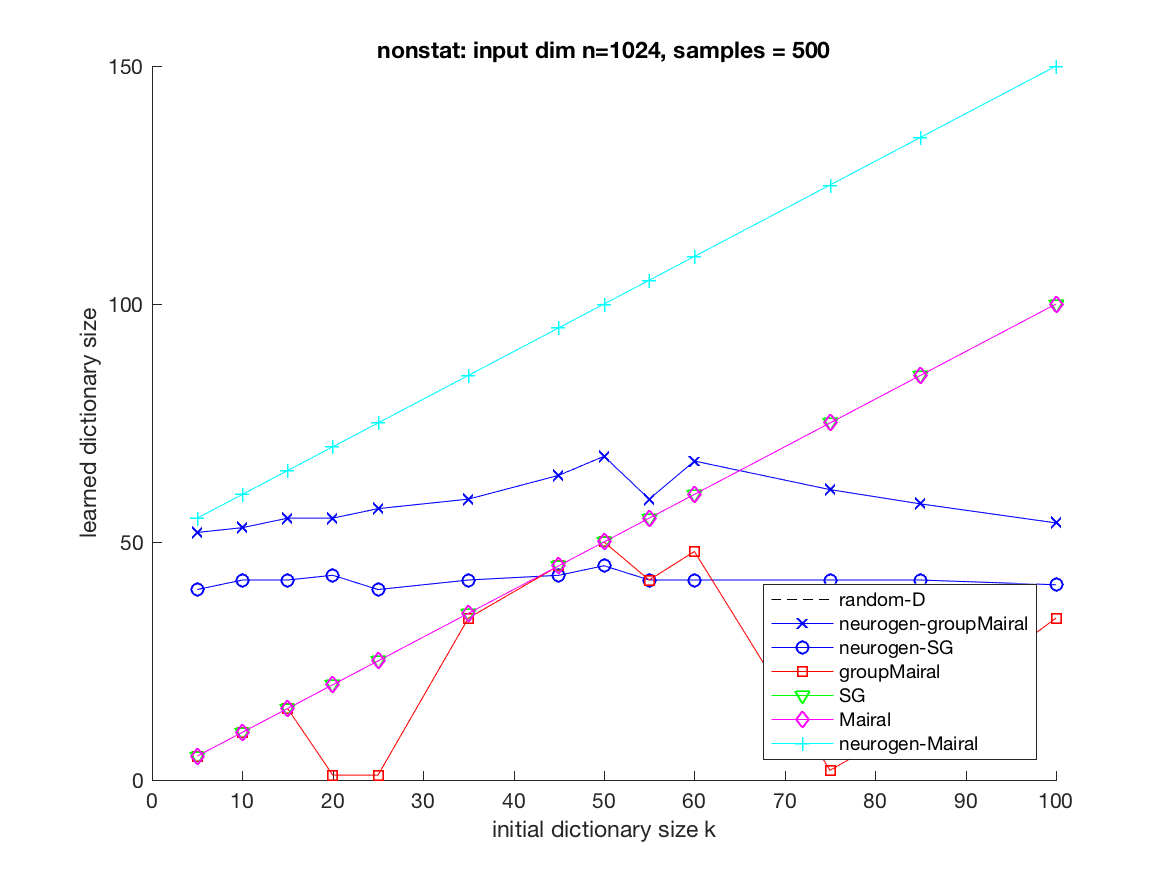 nonstat: input dim n=1024, samples = 500
150
100
50
0
learned dictionary size
0 10 20 30 40 50 60 70 80 90 100
initial dictionary size k
random-D
neurogen-groupMairal
neurogen-SG
groupMairal
SG
Mairal
neurogen-Mairal